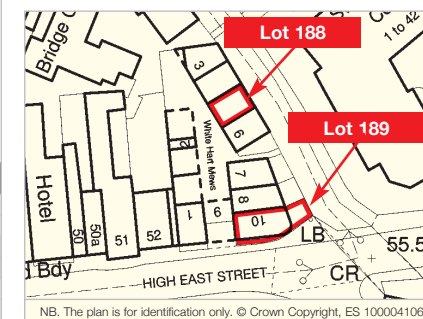 Lot 188
Bridge C
1 to 42
3
Lot 189
6
2
White Hart Mews
7
8
Hotel
50
50a
51
52
1
9
10
LB
55.5
d Bdy
HIGH EAST STREET
CR
NB. The plan is for identification only. © Crown Copyright, ES 100004106